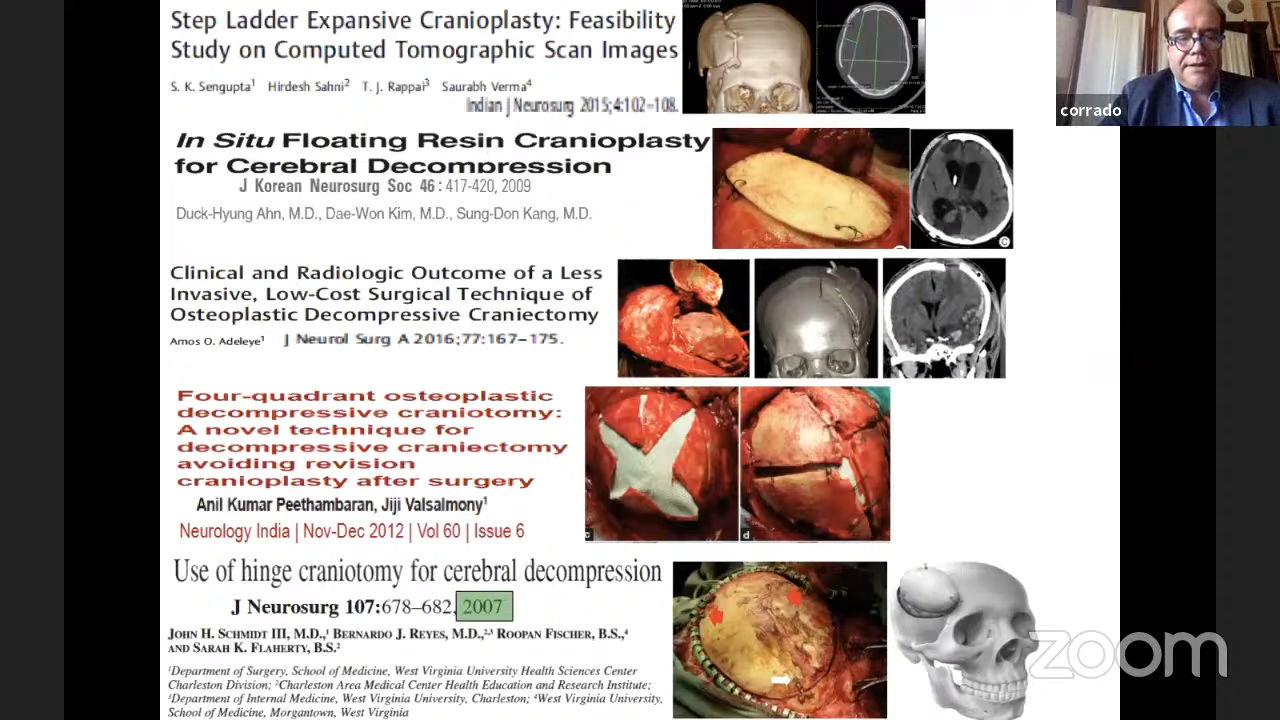 Step Ladder Expansive Cranioplasty: Feasibility
Study on Computed Tomographic Scan Images
S. K. Sengupta¹ Hirdesh Sahni² T. J. Rappai³ Saurabh Verma⁴
Indian J Neurosurg 2015;4:102–108.
corrado
In Situ Floating Resin Cranioplasty
for Cerebral Decompression
J Korean Neurosurg Soc 46 : 417-420, 2009
Duck-Hyung Ahn, M.D., Dae-Won Kim, M.D., Sung-Don Kang, M.D.
C
Clinical and Radiologic Outcome of a Less
Invasive, Low-Cost Surgical Technique of
Osteoplastic Decompressive Craniectomy
Amos O. Adeleye¹ J Neurol Surg A 2016;77:167–175.
Four-quadrant osteoplastic
decompressive craniotomy:
A novel technique for
decompressive craniectomy
avoiding revision
cranioplasty after surgery
Anil Kumar Peethambaran, Jiji Valsalmony¹
Neurology India | Nov-Dec 2012 | Vol 60 | Issue 6
d
Use of hinge craniotomy for cerebral decompression
J Neurosurg 107:678–682, 2007
JOHN H. SCHMIDT III, M.D.,¹ BERNARDO J. REYES, M.D.,²,³ ROOPAN FISCHER, B.S.,⁴
AND SARAH K. FLAHERTY, B.S.²
¹Department of Surgery, School of Medicine, West Virginia University Health Sciences Center
Charleston Division; ²Charleston Area Medical Center Health Education and Research Institute;
³Department of Internal Medicine, West Virginia University, Charleston; ⁴West Virginia University,
School of Medicine, Morgantown, West Virginia
zoom